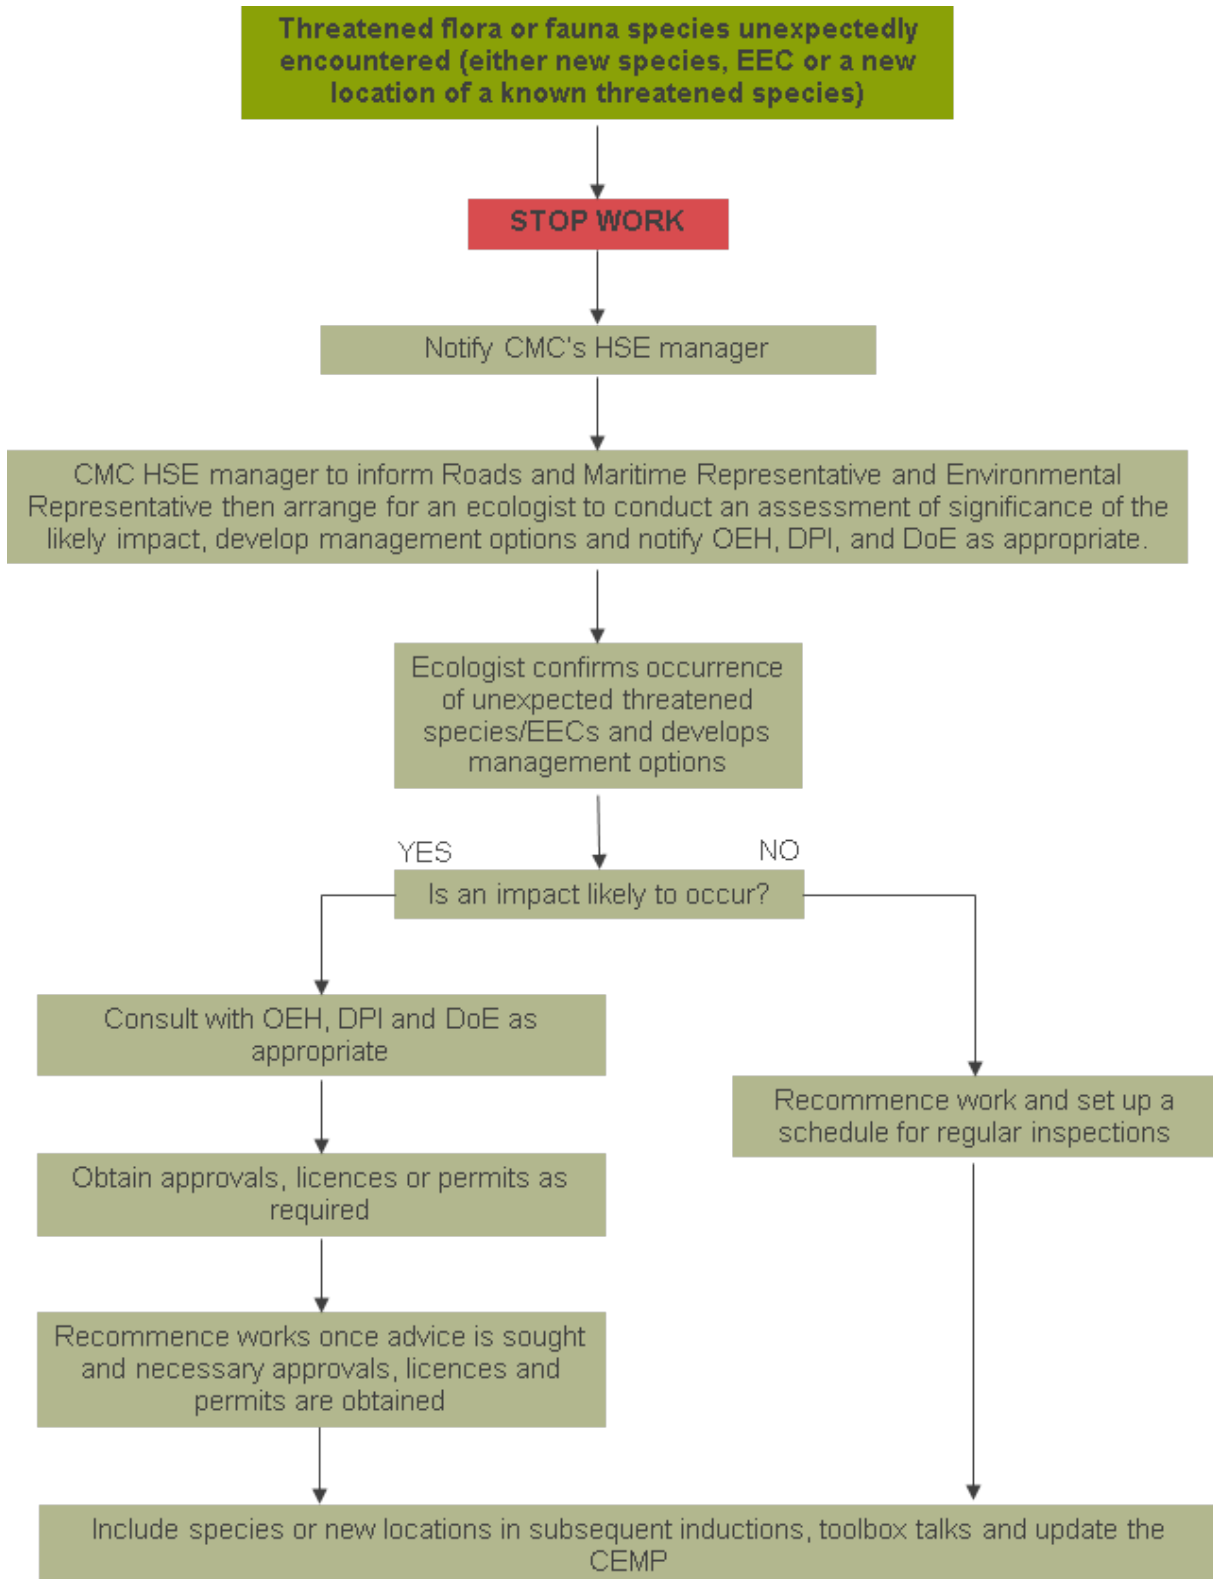 Threatened flora or fauna species unexpectedly
encountered (either new species, EEC or a new
location of a known threatened species)
STOP WORK
Notify CMC's HSE manager
CMC HSE manager to inform Roads and Maritime Representative and Environmental
Representative then arrange for an ecologist to conduct an assessment of significance of the
likely impact, develop management options and notify OEH, DPI, and DoE as appropriate.
Ecologist confirms occurrence
of unexpected threatened
species/EECs and develops
management options
YES
NO
Is an impact likely to occur?
Consult with OEH, DPI and DoE as
appropriate
Obtain approvals, licences or permits as
required
Recommence works once advice is sought
and necessary approvals, licences and
permits are obtained
Recommence work and set up a
schedule for regular inspections
Include species or new locations in subsequent inductions, toolbox talks and update the
CEMP